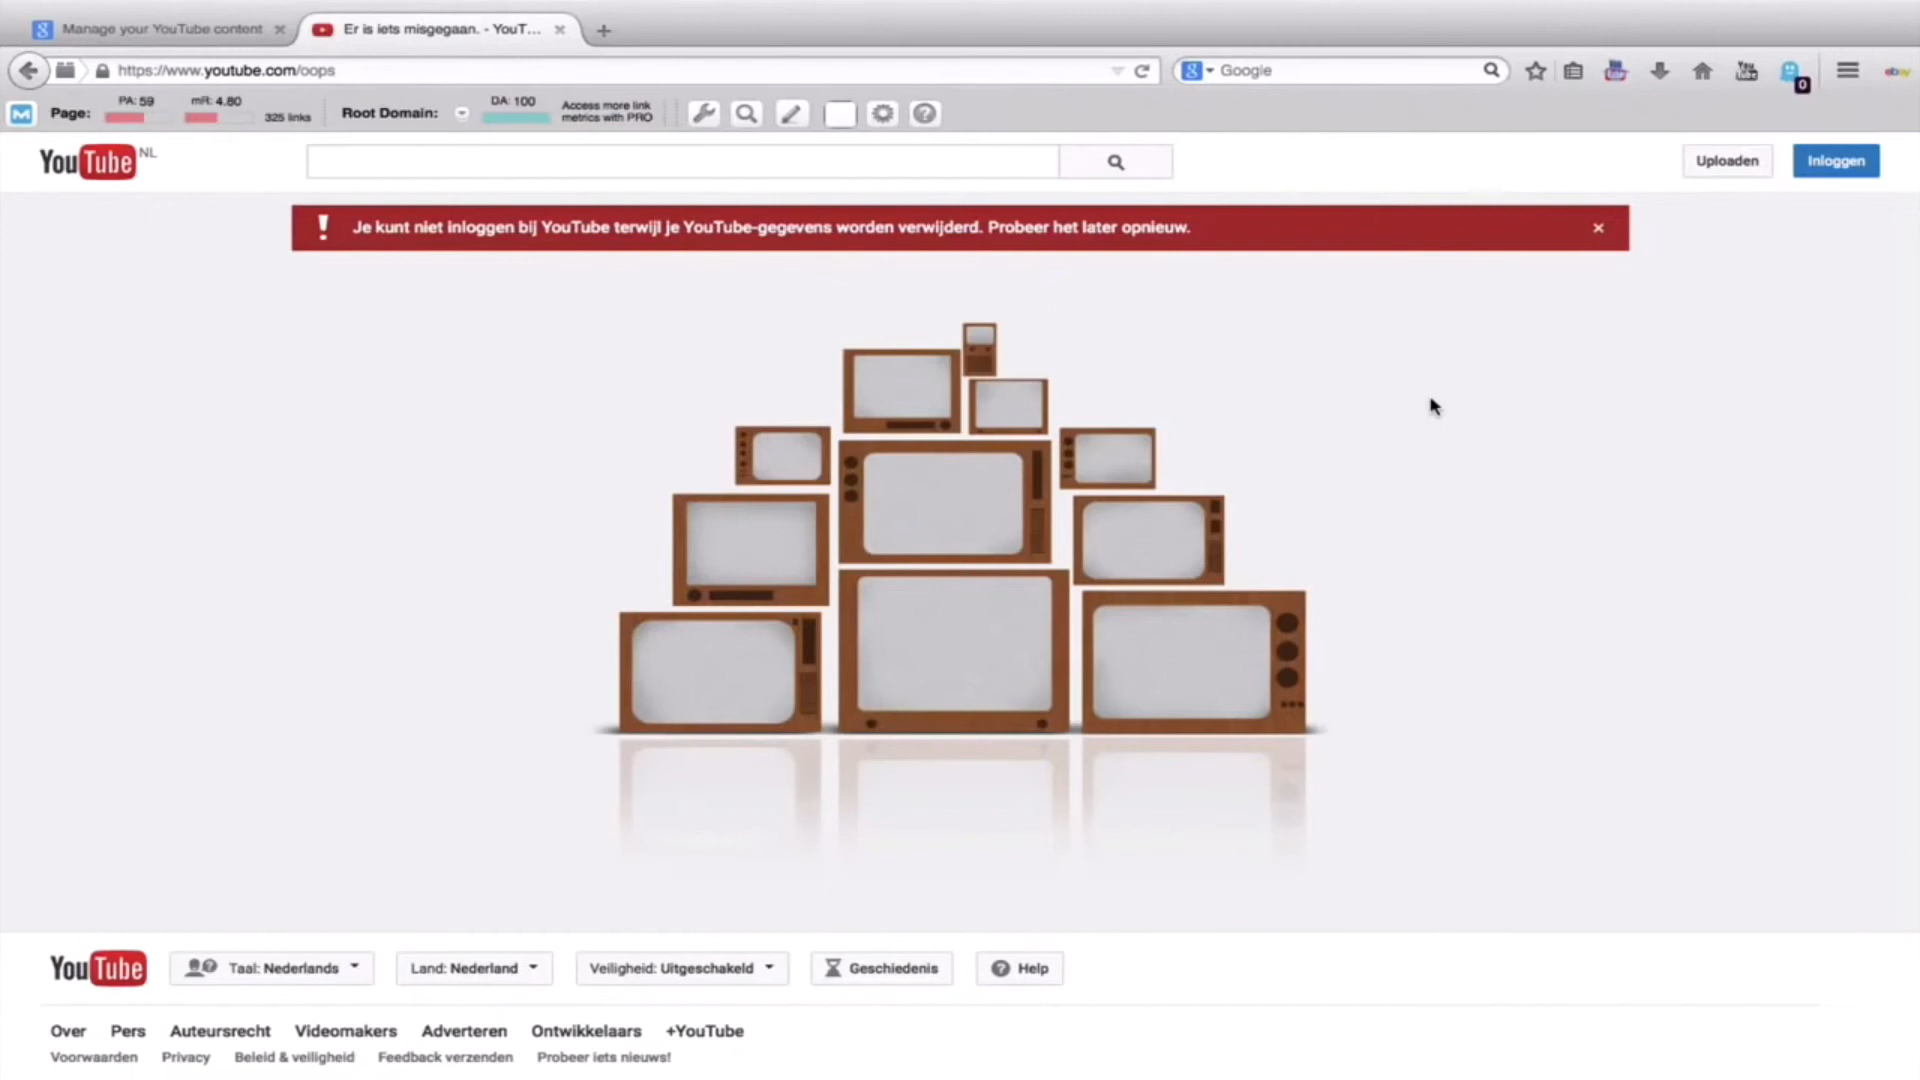 Manage your YouTube content
Er is iets misgegaan. - YouT...
https://www.youtube.com/oops
Google
You Tube
0
ebay
Page:
PA: 59
mR: 4.80
325 links
Root Domain:
DA: 100
Access more link
metrics with PRO
YouTube NL
Uploaden
Inloggen
Je kunt niet inloggen bij YouTube terwijl je YouTube-gegevens worden verwijderd. Probeer het later opnieuw.
YouTube
Taal: Nederlands
Land: Nederland
Veiligheid: Uitgeschakeld
Geschiedenis
Help
Over Pers Auteursrecht Videomakers Adverteren Ontwikkelaars +YouTube
Voorwaarden Privacy Beleid & veiligheid Feedback verzenden Probeer iets nieuws!